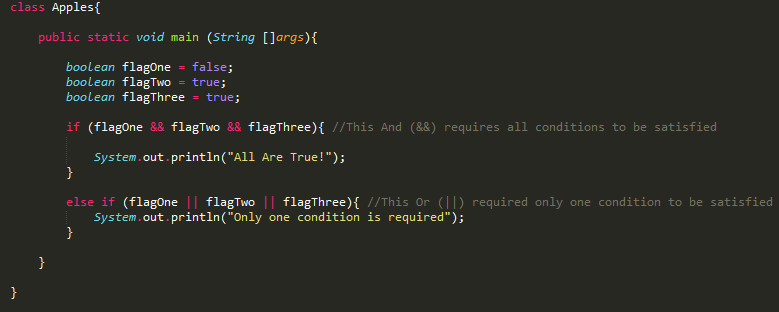 class Apples{
public static void main (String []args){
boolean flagOne = false;
boolean flagTwo = true;
boolean flagThree = true;
if (flagOne && flagTwo && flagThree){ //This And (&&) requires all conditions to be satisfied
System.out.println("All Are True!");
}
else if (flagOne || flagTwo || flagThree){ //This Or (||) required only one condition to be satisfied
System.out.println("Only one condition is required");
}
}
}